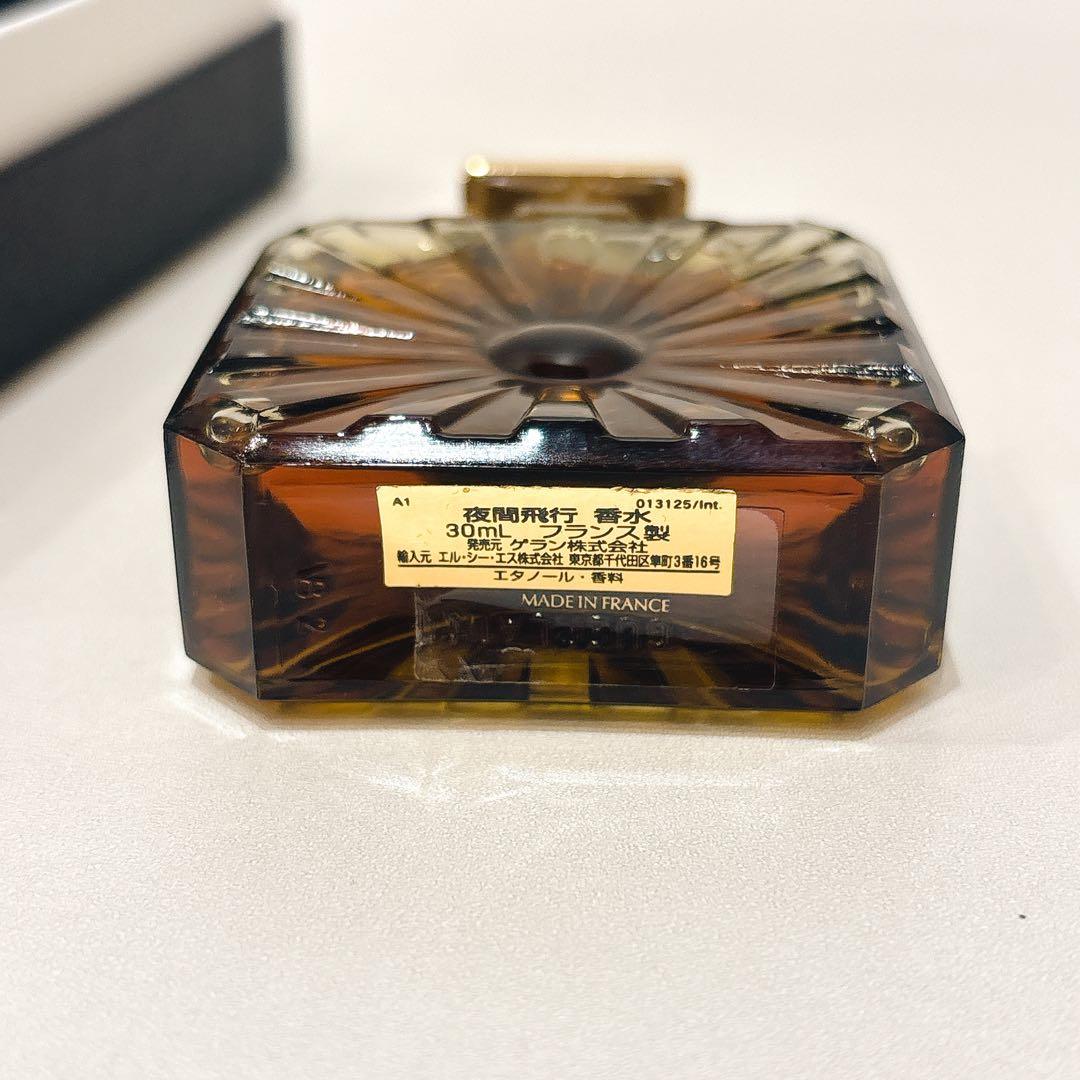 A1 013125/Int.
夜間飛行 香水
30mL フランス製
発売元 ゲラン株式会社
輸入元 エル・シー・エス株式会社 東京都千代田区隼町3番16号
エタノール・香料
MADE IN FRANCE